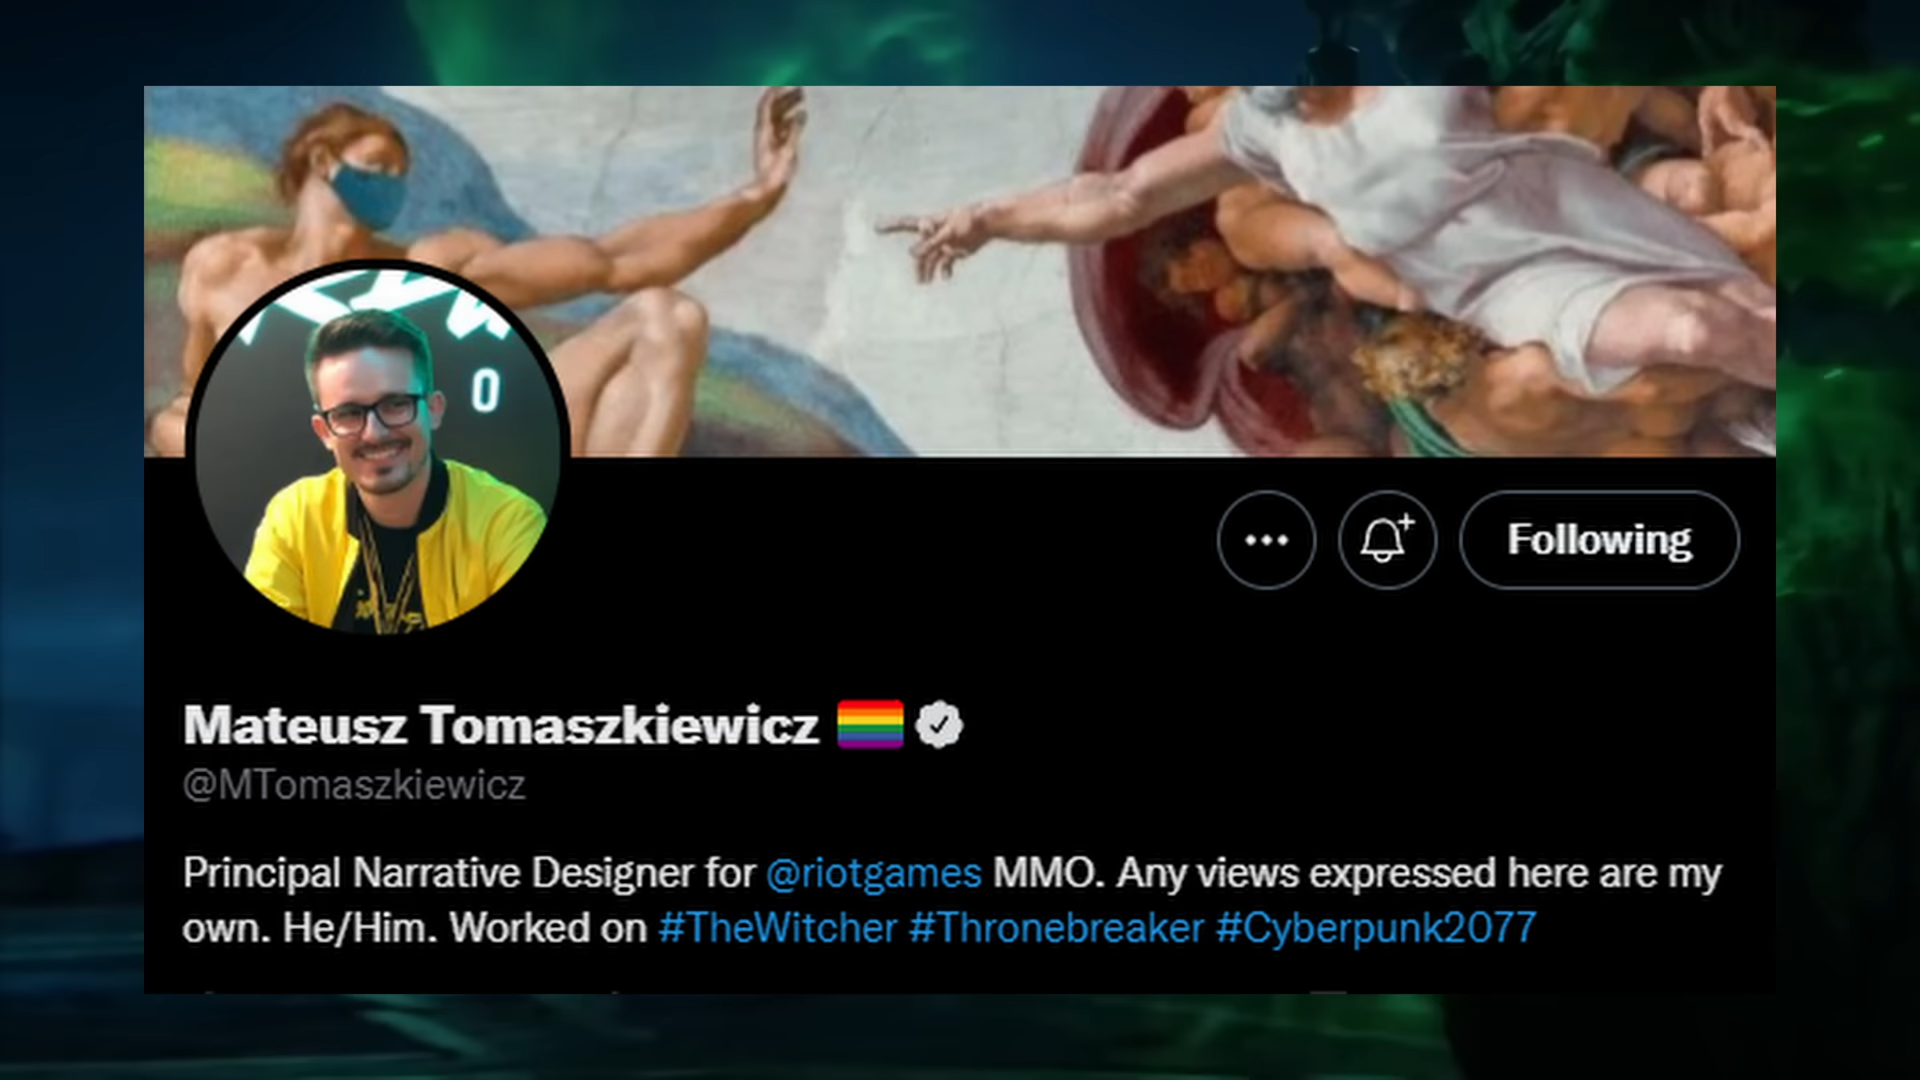 0
Following
Mateusz Tomaszkiewicz
@MTomaszkiewicz
Principal Narrative Designer for @riotgames MMO. Any views expressed here are my
own. He/Him. Worked on #TheWitcher #Thronebreaker #Cyberpunk2077